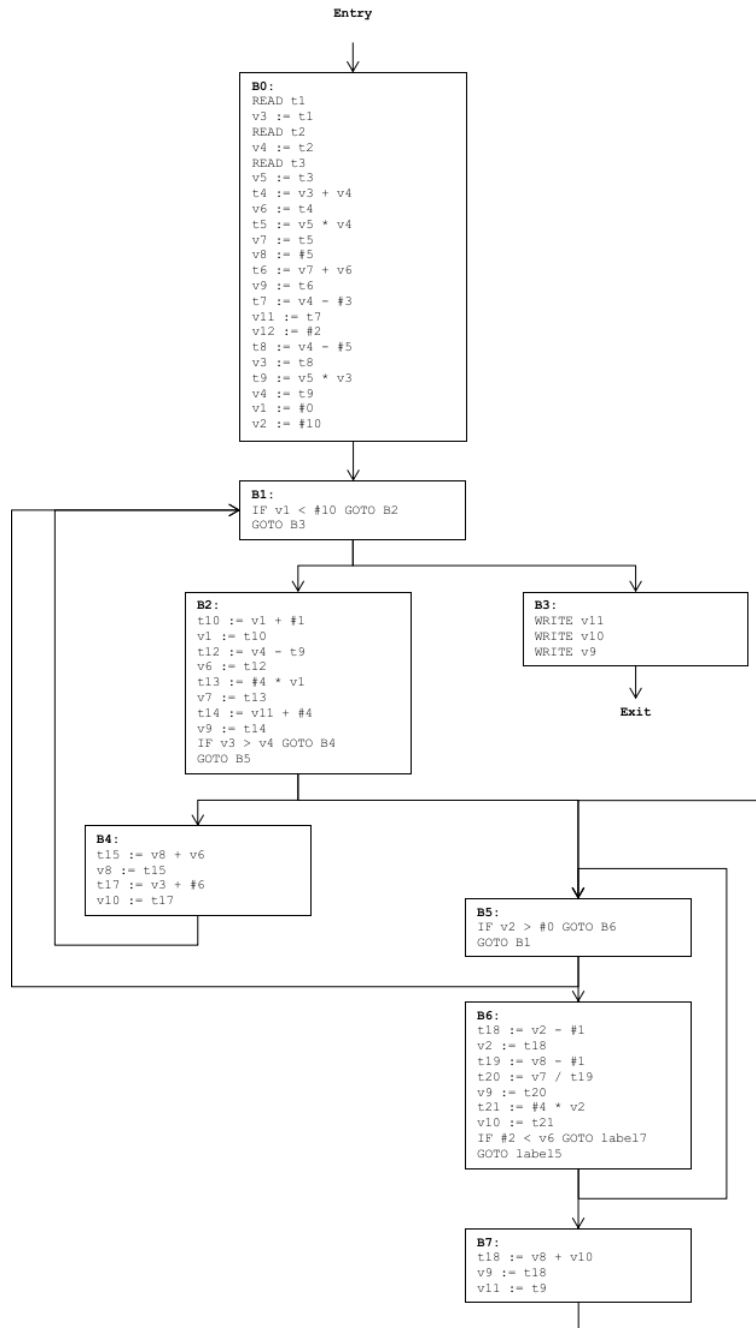 Entry
B0:
READ t1
v3 := t1
READ t2
v4 := t2
READ t3
v5 := t3
t4 := v3 + v4
v6 := t4
t5 := v5 * v4
v7 := t5
v8 := #5
t6 := v7 + v6
v9 := t6
t7 := v4 - #3
v11 := t7
v12 := #2
t8 := v4 - #5
v3 := t8
t9 := v5 * v3
v4 := t9
v1 := #0
v2 := #10
B1:
IF v1 < #10 GOTO B2
GOTO B3
B2:
t10 := v1 + #1
v1 := t10
t12 := v4 - t9
v6 := t12
t13 := #4 * v1
v7 := t13
t14 := v11 + #4
v9 := t14
IF v3 > v4 GOTO B4
GOTO B5
B3:
WRITE v11
WRITE v10
WRITE v9
Exit
B4:
t15 := v8 + v6
v8 := t15
t17 := v3 + #6
v10 := t17
B5:
IF v2 > #0 GOTO B6
GOTO B1
B6:
t18 := v2 - #1
v2 := t18
t19 := v8 - #1
t20 := v7 / t19
v9 := t20
t21 := #4 * v2
v10 := t21
IF #2 < v6 GOTO label7
GOTO label5
B7:
t18 := v8 + v10
v9 := t18
v11 := t9